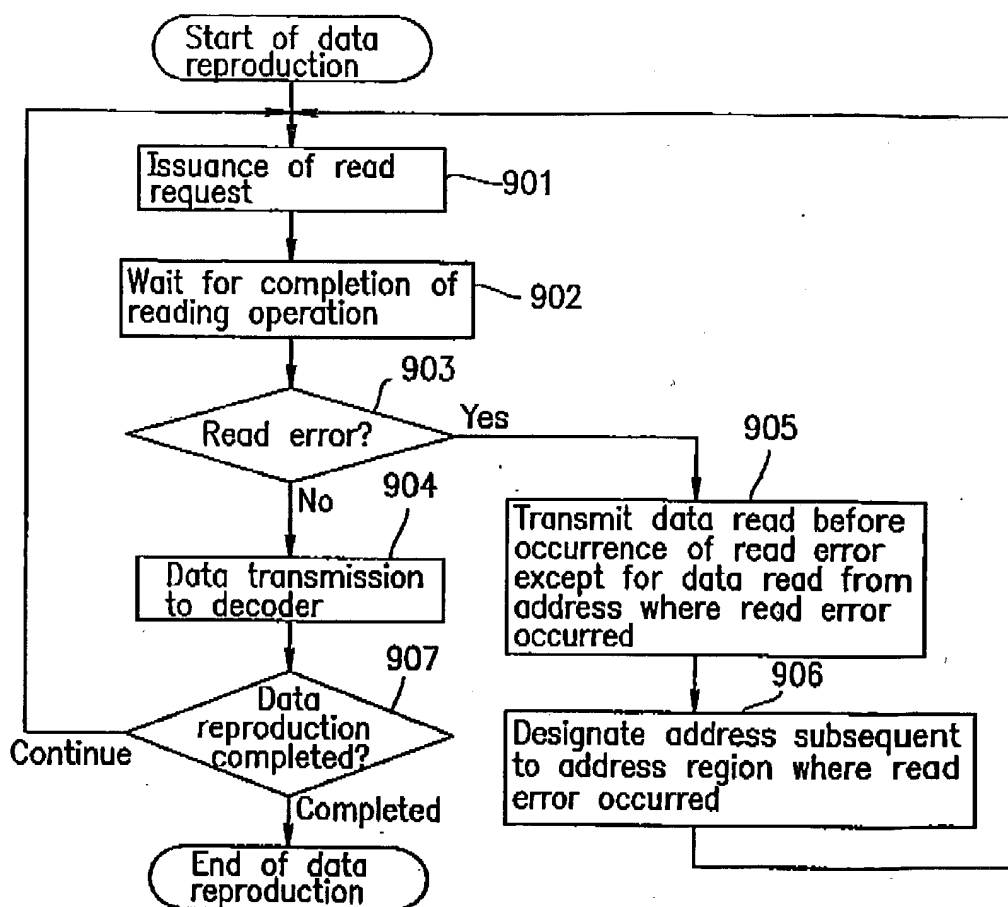 Start of data
reproduction
Issuance of read
request
901
Wait for completion of
reading operation
902
903
Read error?
Yes
No
904
Data transmission
to decoder
905
Transmit data read before
occurrence of read error
except for data read from
address where read error
occurred
907
Data
reproduction
completed?
Continue
Completed
906
Designate address subsequent
to address region where read
error occurred
End of data
reproduction